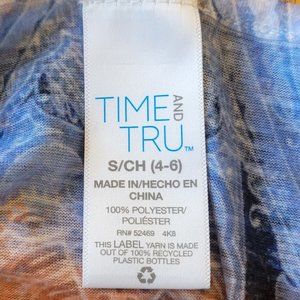 TIME AND
TRU™
S/CH (4-6)
MADE IN/HECHO EN
CHINA
100% POLYESTER/
POLIÉSTER
RN# 52469 4K8
THIS LABEL YARN IS MADE
OUT OF 100% RECYCLED
PLASTIC BOTTLES